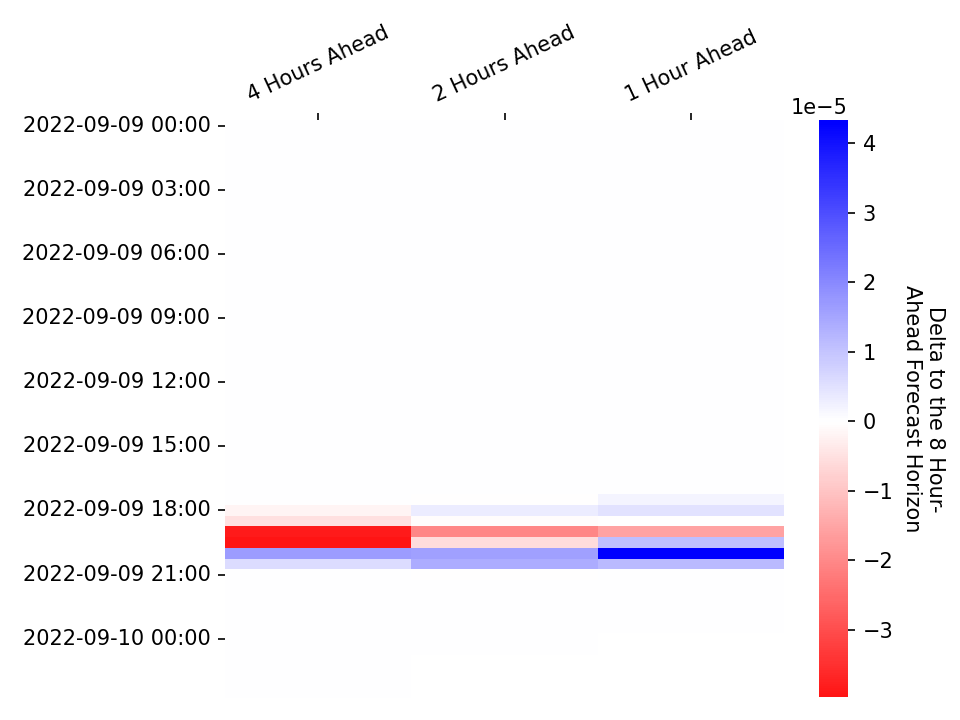 4 Hours Ahead
2 Hours Ahead
1 Hour Ahead
2022-09-09 00:00
2022-09-09 03:00
2022-09-09 06:00
2022-09-09 09:00
2022-09-09 12:00
2022-09-09 15:00
2022-09-09 18:00
2022-09-09 21:00
2022-09-10 00:00
1e−5
4
3
2
1
0
−1
−2
−3
Delta to the 8 Hour-
Ahead Forecast Horizon